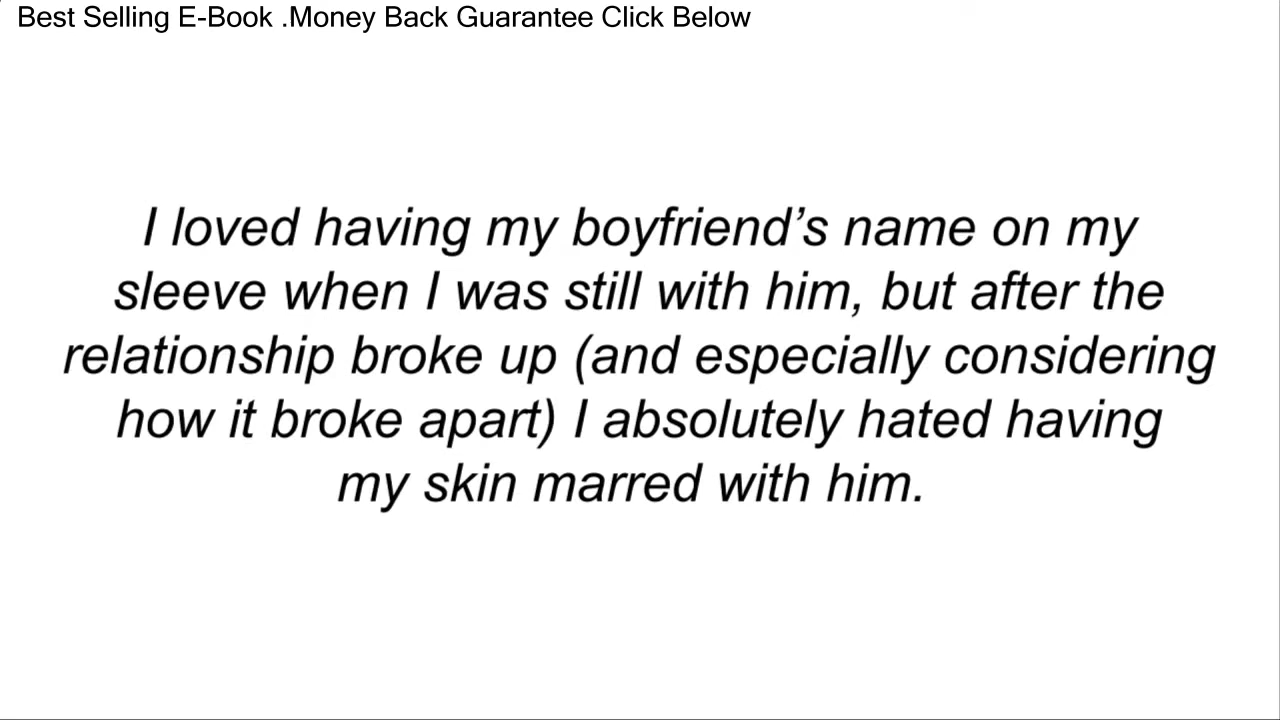 Best Selling E-Book .Money Back Guarantee Click Below
I loved having my boyfriend’s name on my
sleeve when I was still with him, but after the
relationship broke up (and especially considering
how it broke apart) I absolutely hated having
my skin marred with him.